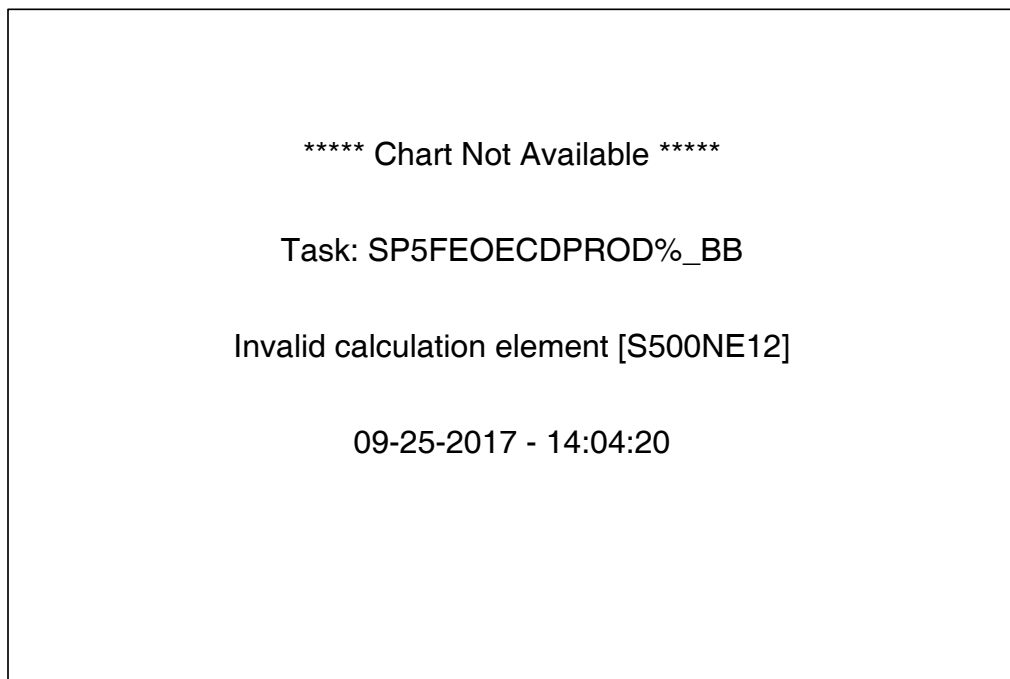 ***** Chart Not Available *****
Task: SP5FEOECDPROD%_BB
Invalid calculation element [S500NE12]
09-25-2017 - 14:04:20